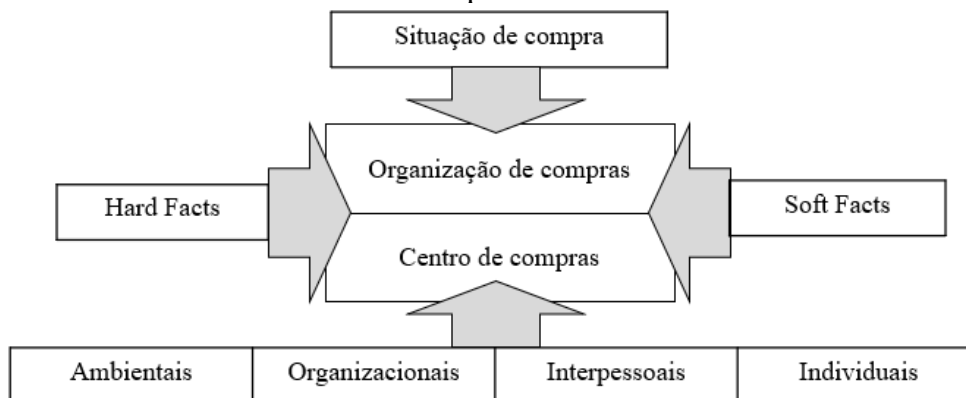 Situação de compra
Organização de compras
Hard Facts
Soft Facts
Centro de compras
Ambientais
Organizacionais
Interpessoais
Individuais